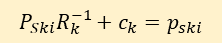 $P_{Ski}R_k^{-1} + c_k = p_{ski}$